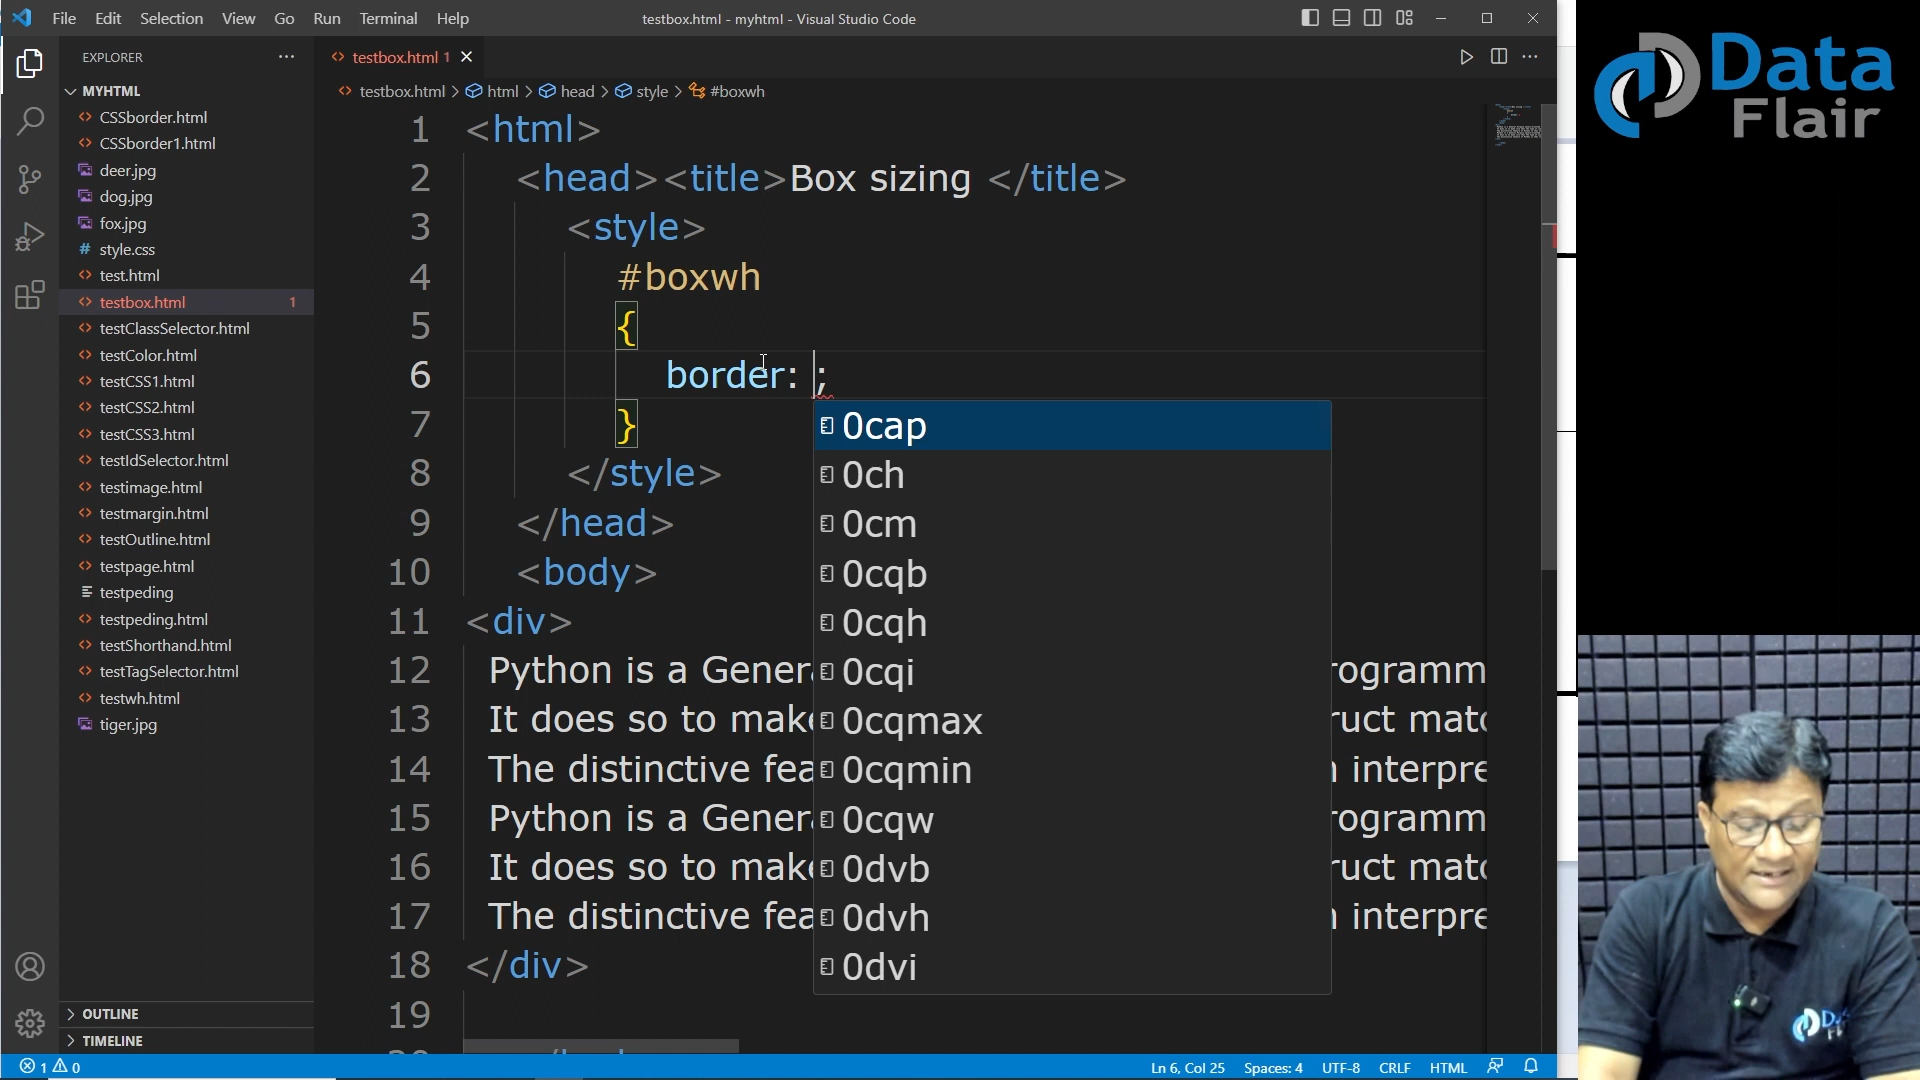 File Edit Selection View Go Run Terminal Help
testbox.html - myhtml - Visual Studio Code
EXPLORER
MYHTML
CSSborder.html
CSSborder1.html
deer.jpg
dog.jpg
fox.jpg
# style.css
test.html
testbox.html 1
testClassSelector.html
testColor.html
testCSS1.html
testCSS2.html
testCSS3.html
testIdSelector.html
testimage.html
testmargin.html
testOutline.html
testpage.html
testpeding
testpeding.html
testShorthand.html
testTagSelector.html
testwh.html
tiger.jpg
OUTLINE
TIMELINE
testbox.html 1
testbox.html > html > head > style > #boxwh
1 <html>
2 <head><title>Box sizing </title>
3 <style>
4 #boxwh
5 {
6 border: ;
7 }
8 </style>
9 </head>
10 <body>
11 <div>
12 Python is a Genera rogramm
13 It does so to make ruct matc
14 The distinctive fea n interpre
15 Python is a Genera rogramm
16 It does so to make ruct matc
17 The distinctive fea n interpre
18 </div>
19
0cap
0ch
0cm
0cqb
0cqh
0cqi
0cqmax
0cqmin
0cqw
0dvb
0dvh
0dvi
1 0
Ln 6, Col 25 Spaces: 4 UTF-8 CRLF HTML
Data
Flair